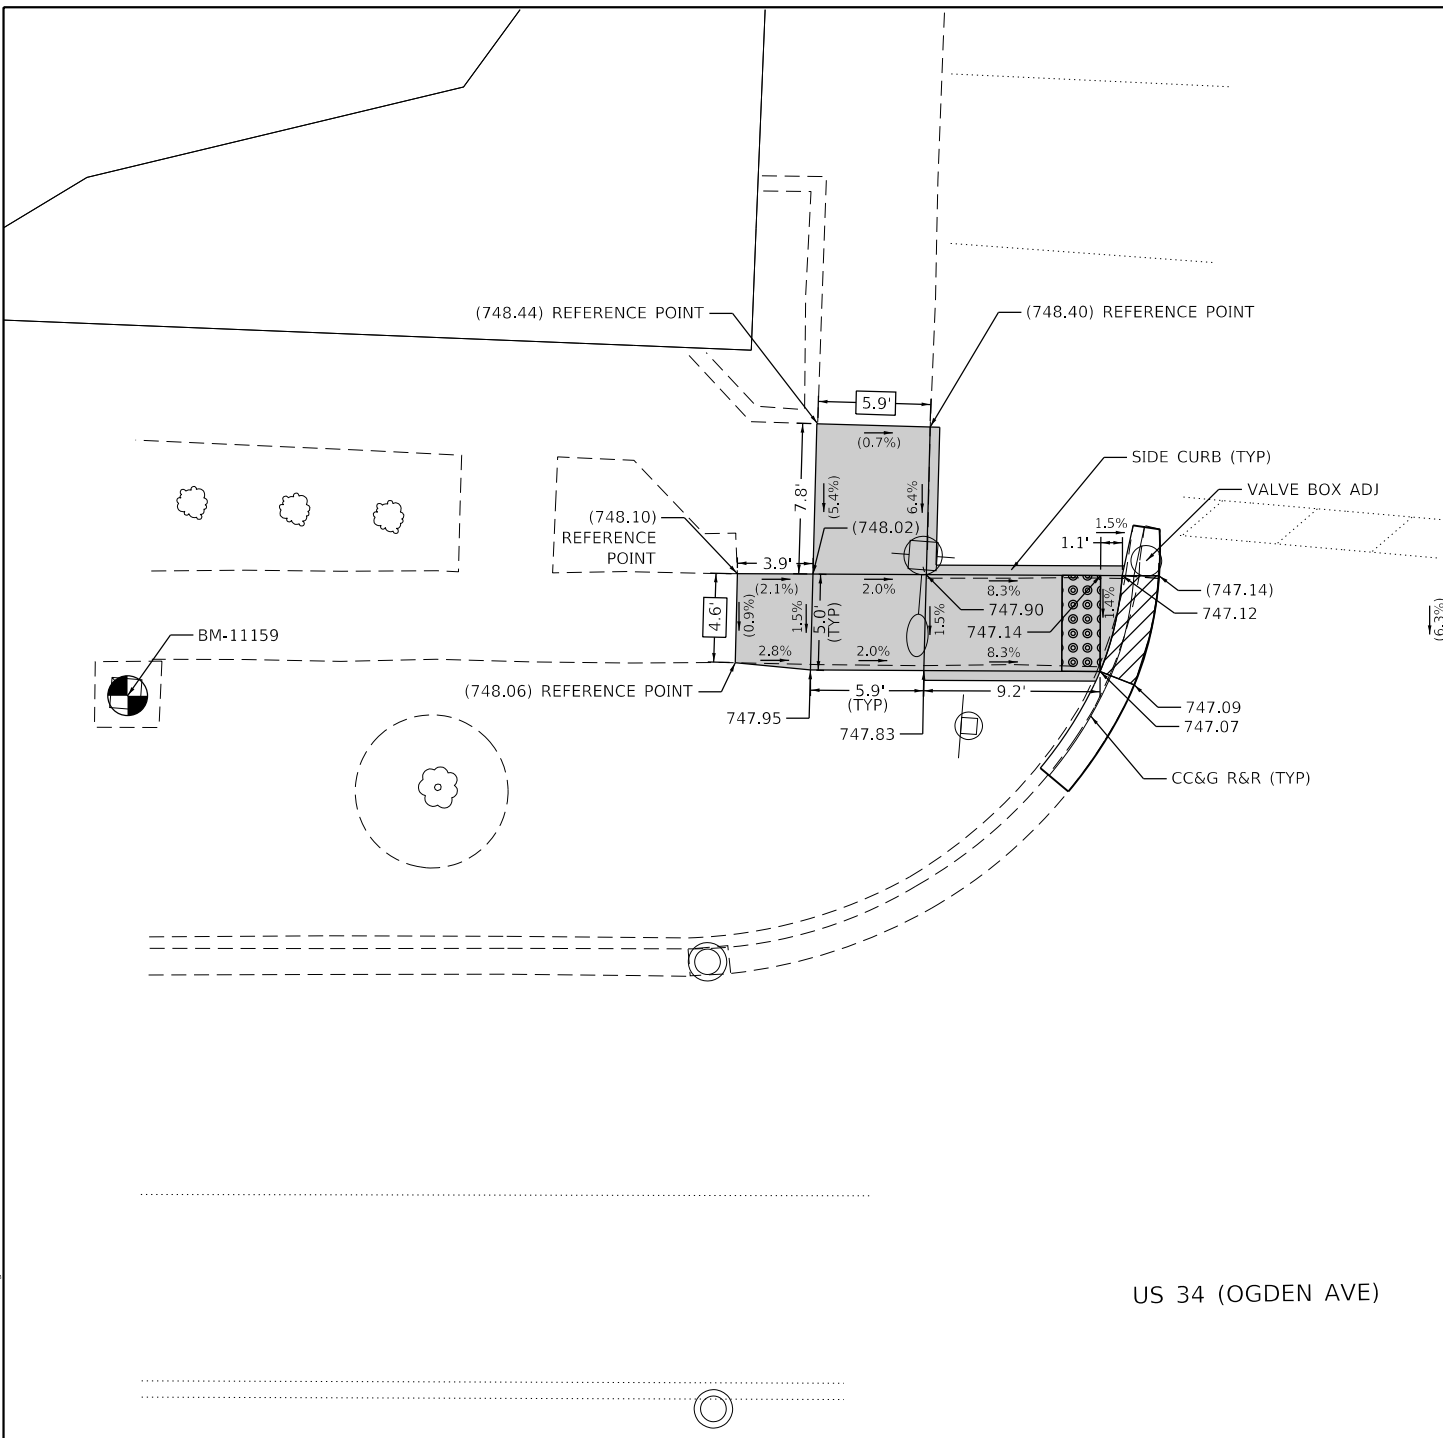 (748.44) REFERENCE POINT
(748.40) REFERENCE POINT
5.9'
(0.7%)
SIDE CURB (TYP)
VALVE BOX ADJ
7.8'
(5.4%)
6.4%
(748.10)
REFERENCE
POINT
(748.02)
1.5%
1.1'
3.9'
(2.1%)
2.0%
8.3%
(747.14)
747.12
747.90
747.14
1.4%
4.6'
(0.9%)
1.5%
5.0'
(TYP)
1.5%
(6.3%)
BM-11159
2.8%
2.0%
8.3%
(748.06) REFERENCE POINT
5.9'
(TYP)
9.2'
747.95
747.83
747.09
747.07
CC&G R&R (TYP)
US 34 (OGDEN AVE)